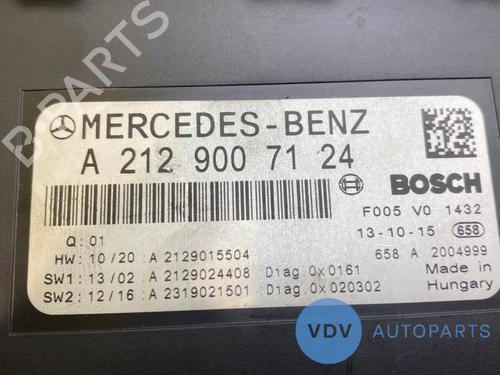 B-PARTS
MERCEDES-BENZ
A 212 900 71 24
BOSCH
F005 V0 1432
Q: 01
13-10-15 658
HW: 10/20 :A 2129015504
658 A 2004999
SW1: 13/02 :A 2129024408 Diag.0x0161
Made in
SW2: 12/16 :A 2319021501 :Diag.0x020302
Hungary
VDV AUTOPARTS